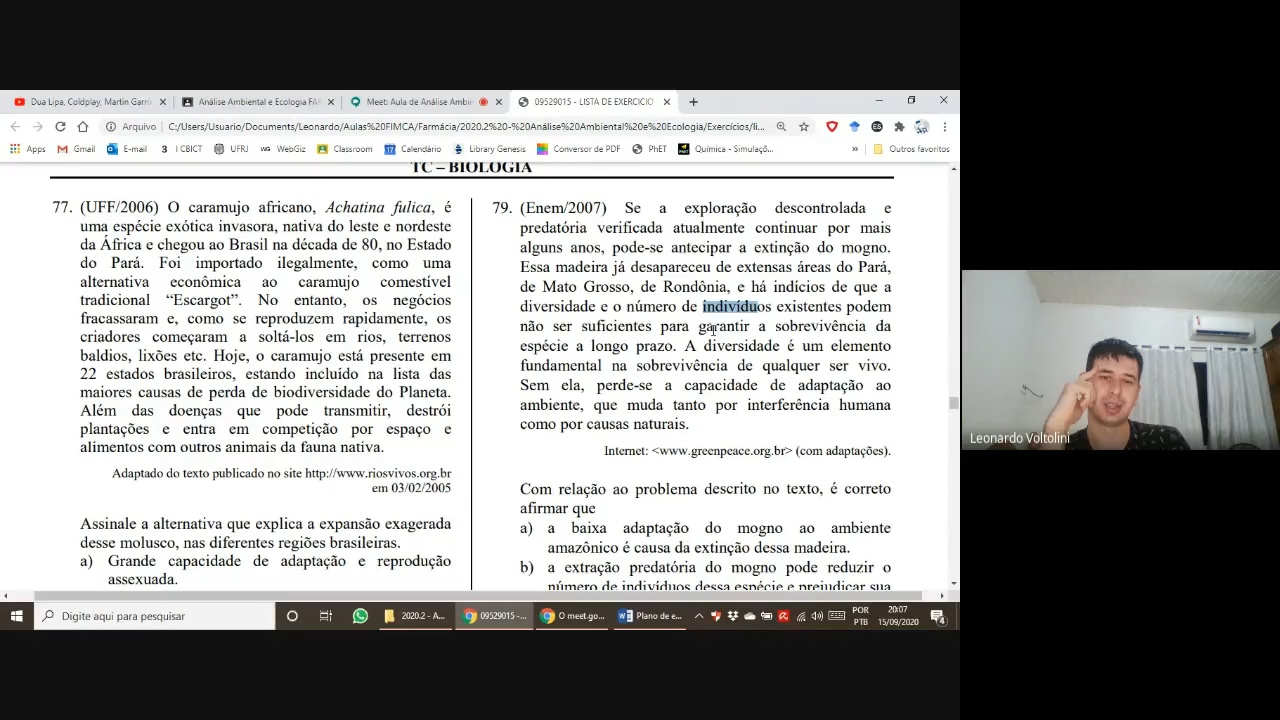 Dua Lipa, Coldplay, Martin Garri
Análise Ambiental e Ecologia FAR
Meet: Aula de Análise Ambie
09529015 - LISTA DE EXERCICIO
Arquivo
C:/Users/Usuario/Documents/Leonardo/Aulas%20FIMCA/Farmácia/2020.2%20-%20Análise%20Ambiental%20e%20Ecologia/Exercícios/li...
Apps
Gmail
E-mail
I CBICT
UFRJ
WebGiz
Classroom
Calendário
Library Genesis
Conversor de PDF
PhET
Química - Simulaçõ...
»
Outros favoritos
TC – BIOLOGIA
77. (UFF/2006) O caramujo africano, Achatina fulica, é
uma espécie exótica invasora, nativa do leste e nordeste
da África e chegou ao Brasil na década de 80, no Estado
do Pará. Foi importado ilegalmente, como uma
alternativa econômica ao caramujo comestível
tradicional “Escargot”. No entanto, os negócios
fracassaram e, como se reproduzem rapidamente, os
criadores começaram a soltá-los em rios, terrenos
baldios, lixões etc. Hoje, o caramujo está presente em
22 estados brasileiros, estando incluído na lista das
maiores causas de perda de biodiversidade do Planeta.
Além das doenças que pode transmitir, destrói
plantações e entra em competição por espaço e
alimentos com outros animais da fauna nativa.
Adaptado do texto publicado no site http://www.riosvivos.org.br
em 03/02/2005
Assinale a alternativa que explica a expansão exagerada
desse molusco, nas diferentes regiões brasileiras.
a) Grande capacidade de adaptação e reprodução
assexuada.
79. (Enem/2007) Se a exploração descontrolada e
predatória verificada atualmente continuar por mais
alguns anos, pode-se antecipar a extinção do mogno.
Essa madeira já desapareceu de extensas áreas do Pará,
de Mato Grosso, de Rondônia, e há indícios de que a
diversidade e o número de indivíduos existentes podem
não ser suficientes para garantir a sobrevivência da
espécie a longo prazo. A diversidade é um elemento
fundamental na sobrevivência de qualquer ser vivo.
Sem ela, perde-se a capacidade de adaptação ao
ambiente, que muda tanto por interferência humana
como por causas naturais.
Internet: <www.greenpeace.org.br> (com adaptações).
Com relação ao problema descrito no texto, é correto
afirmar que
a) a baixa adaptação do mogno ao ambiente
amazônico é causa da extinção dessa madeira.
b) a extração predatória do mogno pode reduzir o
número de indivíduos dessa espécie e prejudicar sua
Leonardo Voltolini
Digite aqui para pesquisar
2020.2 - A...
09529015 -...
O meet.go...
Plano de e...
POR
PTB
20:07
15/09/2020
4